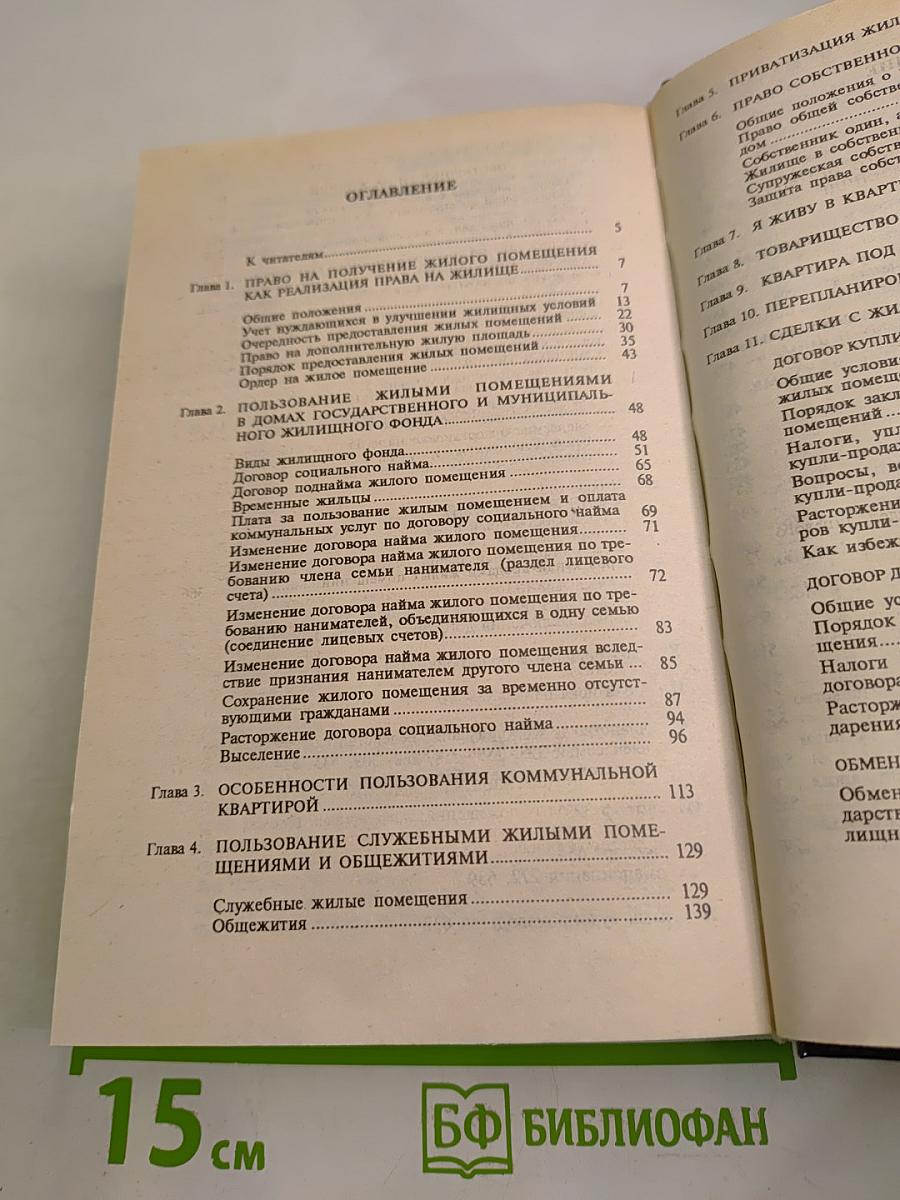 ОГЛАВЛЕНИЕ
К читателям........ 5
Глава 1. ПРАВО НА ПОЛУЧЕНИЕ ЖИЛОГО ПОМЕЩЕНИЯ
КАК РЕАЛИЗАЦИЯ ПРАВА НА ЖИЛИЩЕ........ 7
Общие положения........ 7
Учет нуждающихся в улучшении жилищных условий 13
Очередность предоставления жилых помещений........ 22
Право на дополнительную жилую площадь........ 30
Порядок предоставления жилых помещений........ 35
Ордер на жилое помещение........ 43
Глава 2. ПОЛЬЗОВАНИЕ ЖИЛЫМИ ПОМЕЩЕНИЯМИ
В ДОМАХ ГОСУДАРСТВЕННОГО И МУНИЦИПАЛЬ-
НОГО ЖИЛИЩНОГО ФОНДА........ 48
Виды жилищного фонда........ 48
Договор социального найма........ 51
Договор поднайма жилого помещения........ 65
Временные жильцы........ 68
Плата за пользование жилым помещением и оплата
коммунальных услуг по договору социального найма 69
Изменение договора найма жилого помещения........ 71
Изменение договора найма жилого помещения по тре-
бованию члена семьи нанимателя (раздел лицевого
счета)........ 72
Изменение договора найма жилого помещения по тре-
бованию нанимателей, объединяющихся в одну семью
(соединение лицевых счетов)........ 83
Изменение договора найма жилого помещения вслед-
ствие признания нанимателем другого члена семьи ... 85
Сохранение жилого помещения за временно отсутст-
вующими гражданами........ 87
Расторжение договора социального найма........ 94
Выселение........ 96
Глава 3. ОСОБЕННОСТИ ПОЛЬЗОВАНИЯ КОММУНАЛЬНОЙ
КВАРТИРОЙ........ 113
Глава 4. ПОЛЬЗОВАНИЕ СЛУЖЕБНЫМИ ЖИЛЫМИ ПОМЕ-
ЩЕНИЯМИ И ОБЩЕЖИТИЯМИ........ 129
Служебные жилые помещения........ 129
Общежития........ 139
Глава 5. ПРИВАТИЗАЦИЯ ЖИЛ
Глава 6. ПРАВО СОБСТВЕННО
Общие положения о
Право общей собстве
дом........
Собственник один, а
Жилище в собствен
Супружеская собств
Защита права собст
Глава 7. Я ЖИВУ В КВАРТИ
Глава 8. ТОВАРИЩЕСТВО
Глава 9. КВАРТИРА ПОД
Глава 10. ПЕРЕПЛАНИРО
Глава 11. СДЕЛКИ С ЖИ
ДОГОВОР КУПЛИ
Общие услови
жилых помеще
Порядок закл
помещений...
Налоги, упл
купли-продаж
Вопросы, во
купли-прода
Расторжени
ров купли-
Как избеж
ДОГОВОР Д
Общие ус
Порядок
щения....
Налоги
договора
Расторж
дарения
ОБМЕН
Обмен
дарств
лищн
15 см
БФ БИБЛИОФАН